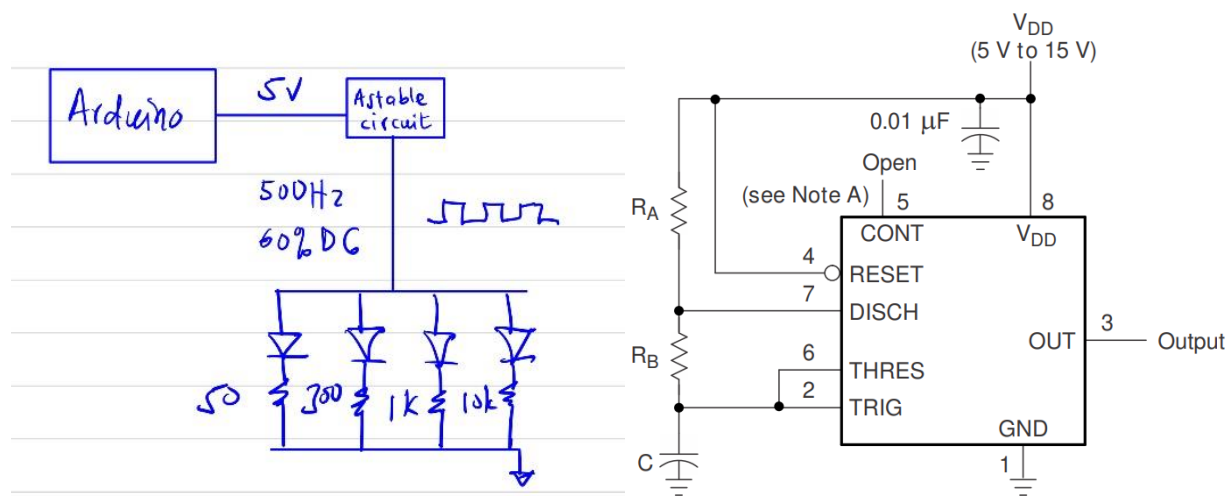 Arduino
5V
Astable
circuit
500Hz
60% DC
50
300
1k
10k
VDD
(5 V to 15 V)
0.01 μF
Open
(see Note A)
5
8
RA
CONT
VDD
4
RESET
7
DISCH
3
OUT
Output
RB
6
THRES
2
TRIG
GND
C
1